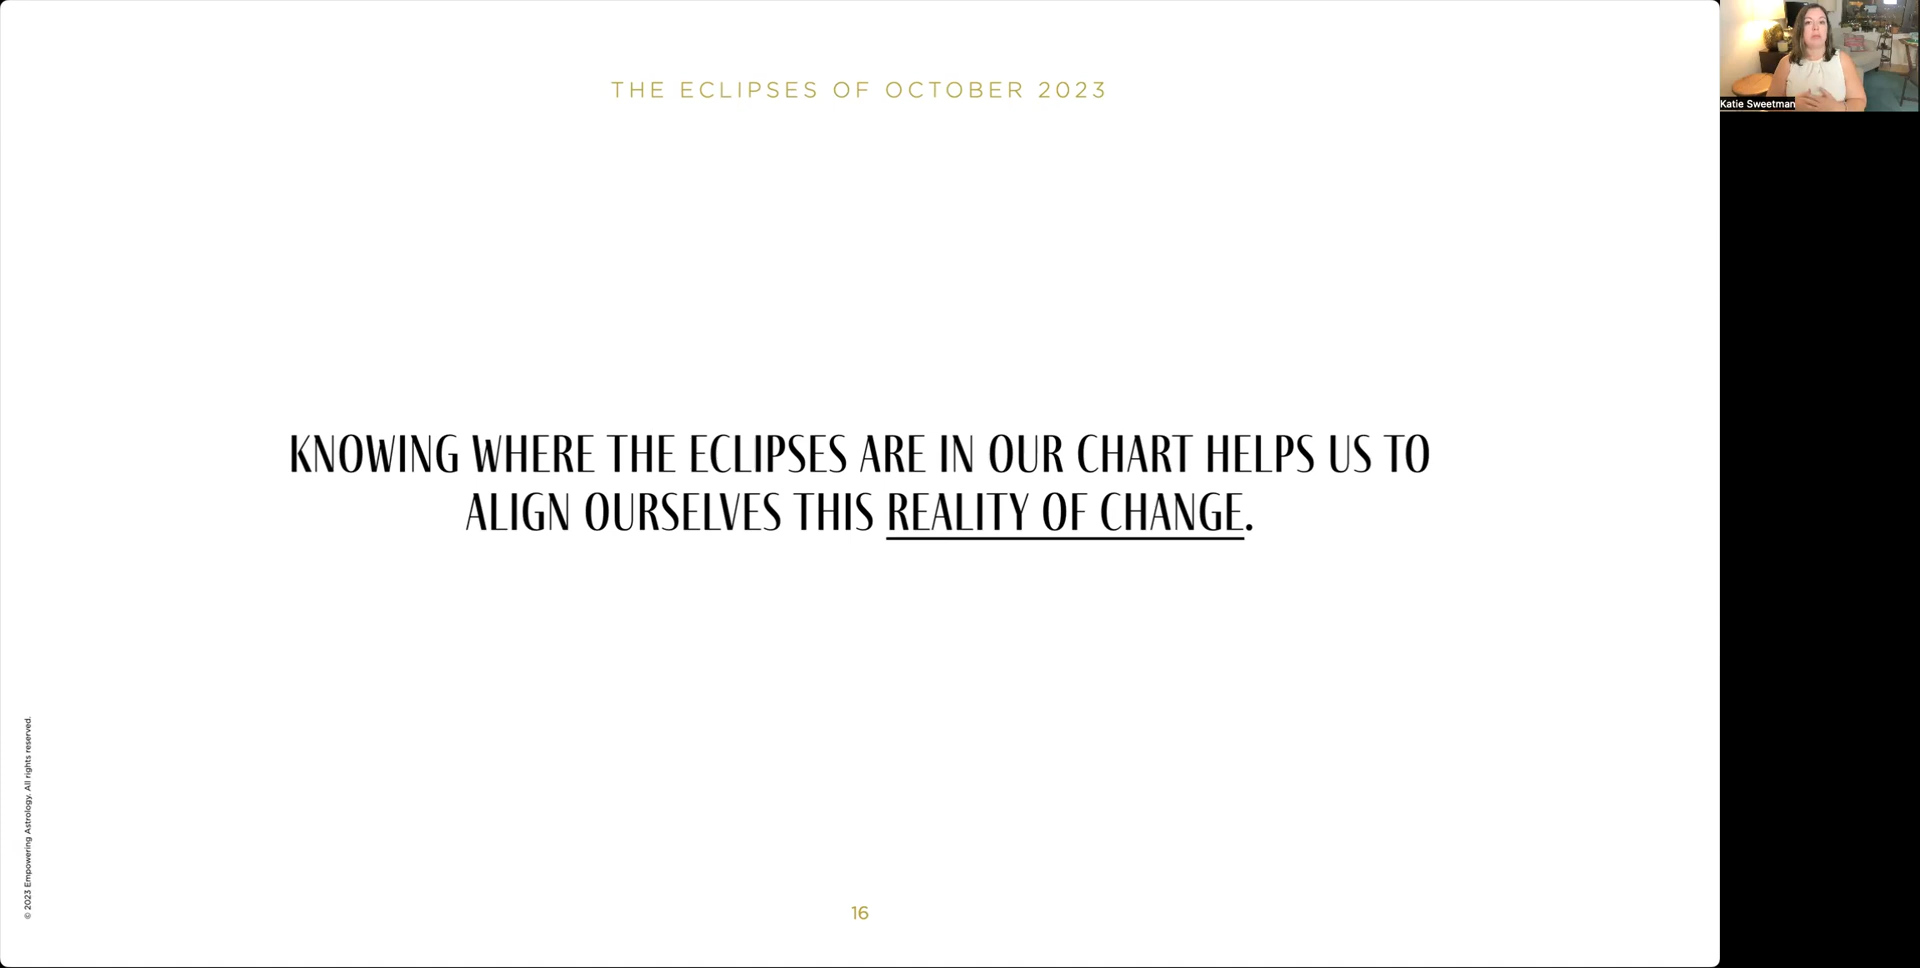 THE ECLIPSES OF OCTOBER 2023
Katie Sweetman
KNOWING WHERE THE ECLIPSES ARE IN OUR CHART HELPS US TO
ALIGN OURSELVES THIS REALITY OF CHANGE.
© 2023 Empowering Astrology. All rights reserved.
16